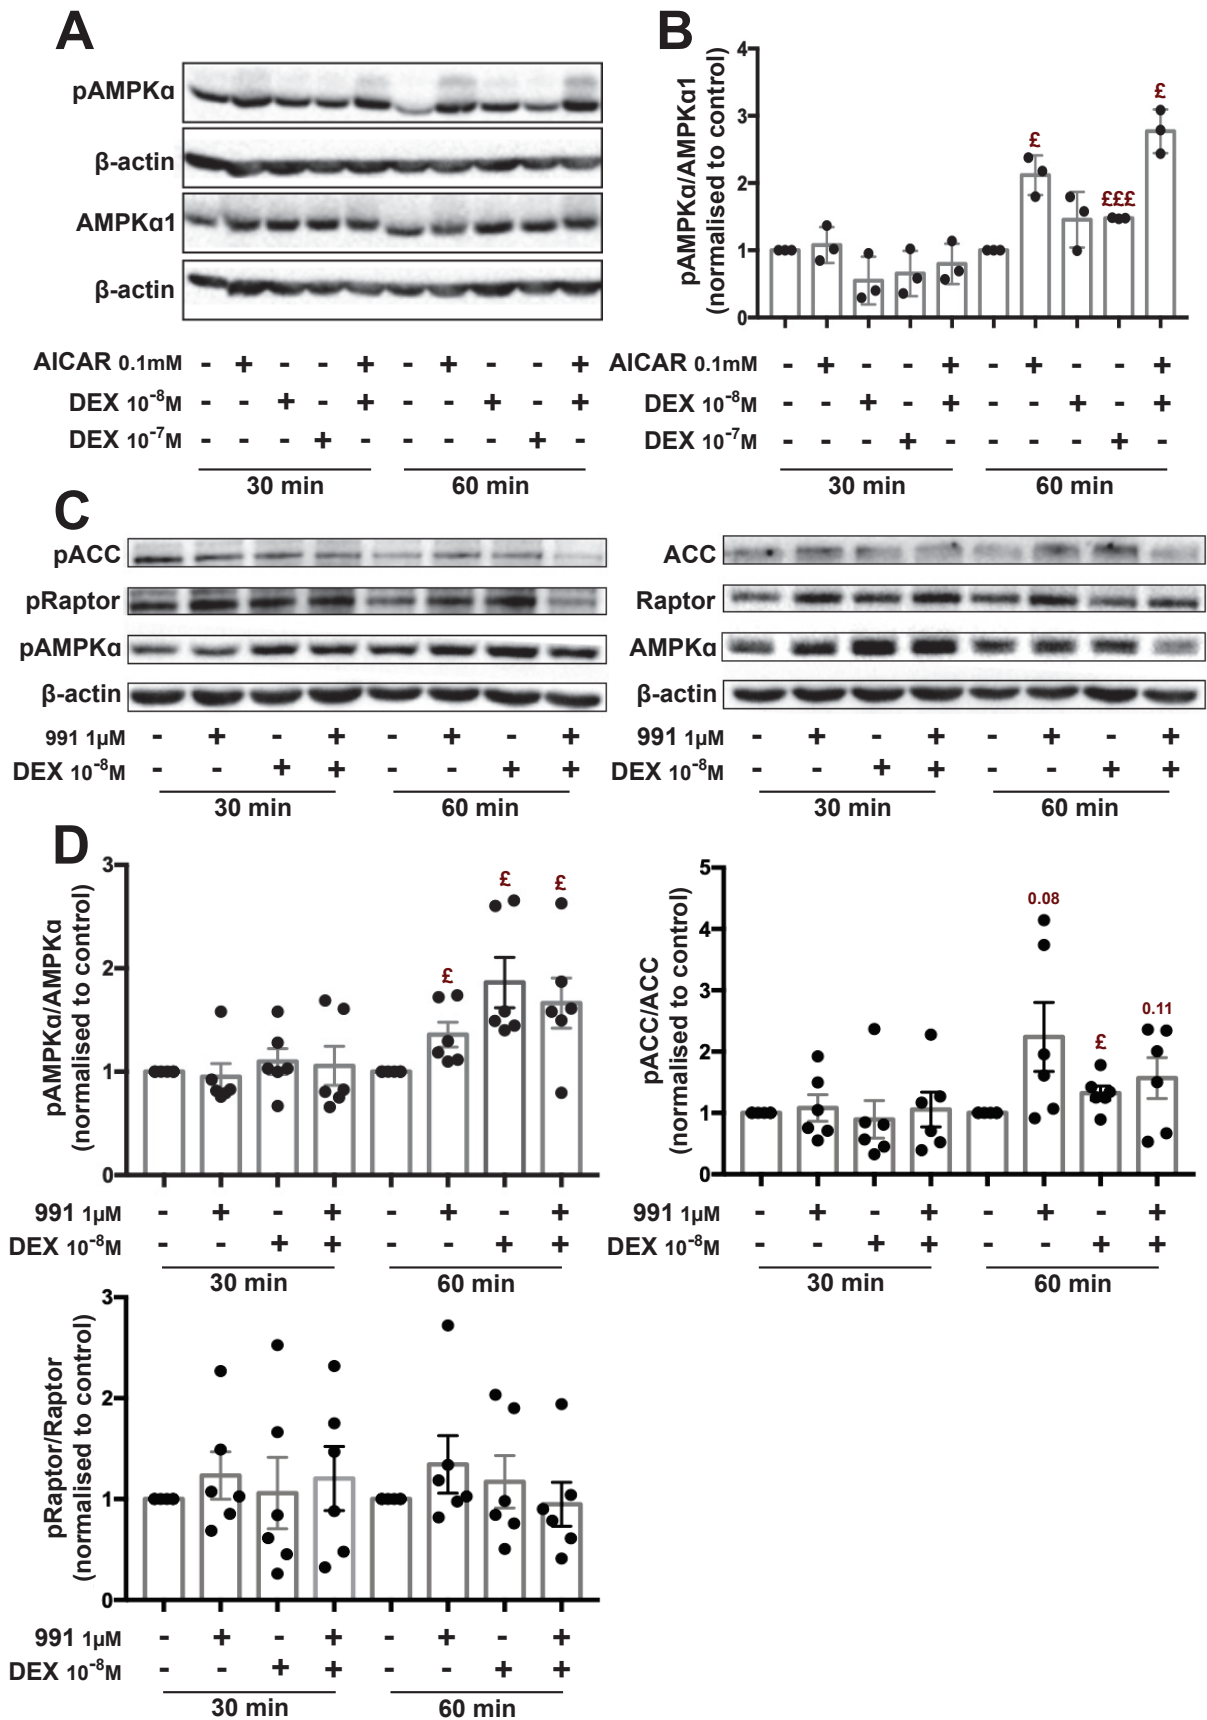 A
pAMPKα
β-actin
AMPKα1
β-actin
AICAR 0.1mM - + - - + - + - - +
DEX 10⁻⁸M - - + - + - - + - +
DEX 10⁻⁷M - - - + - - - - + -
30 min 60 min
B
pAMPKα/AMPKα1
(normalised to control)
4
3
2
1
0
£
£££
£
AICAR 0.1mM - + - - + - + - - +
DEX 10⁻⁸M - - + - + - - + - +
DEX 10⁻⁷M - - - + - - - - + -
30 min 60 min
C
pACC
pRaptor
pAMPKα
β-actin
991 1µM - + - + - + - +
DEX 10⁻⁸M - - + + - - + +
30 min 60 min
ACC
Raptor
AMPKα
β-actin
991 1µM - + - + - + - +
DEX 10⁻⁸M - - + + - - + +
30 min 60 min
D
pAMPKα/AMPKα
(normalised to control)
3
2
1
0
£
£
£
991 1µM - + - + - + - +
DEX 10⁻⁸M - - + + - - + +
30 min 60 min
pACC/ACC
(normalised to control)
5
4
3
2
1
0
0.08
£
0.11
991 1µM - + - + - + - +
DEX 10⁻⁸M - - + + - - + +
30 min 60 min
pRaptor/Raptor
(normalised to control)
3
2
1
0
991 1µM - + - + - + - +
DEX 10⁻⁸M - - + + - - + +
30 min 60 min